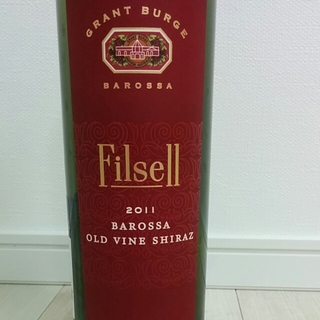 GRANT BURGE
BAROSSA
Filsell
2011
BAROSSA
OLD VINE SHIRAZ